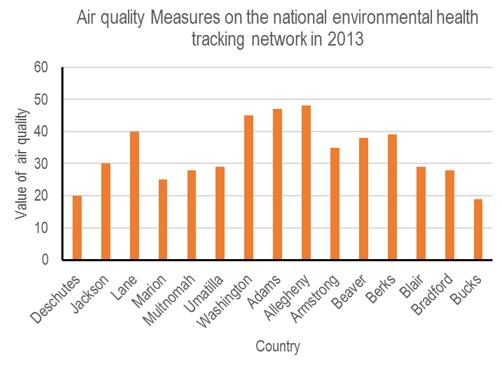 Air quality Measures on the national environmental health
tracking network in 2013
Value of air quality
60
50
40
30
20
10
0
Deschutes
Jackson
Lane
Marion
Multnomah
Umatilla
Washington
Adams
Allegheny
Armstrong
Beaver
Berks
Blair
Bradford
Bucks
Country